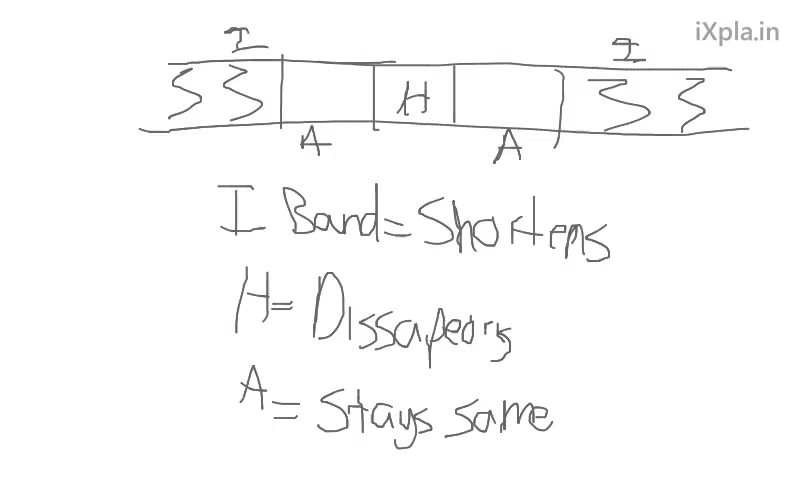 iXpla.in
I I
H
A A
I Band = Shortens
H = Dissapears
A = Stays same